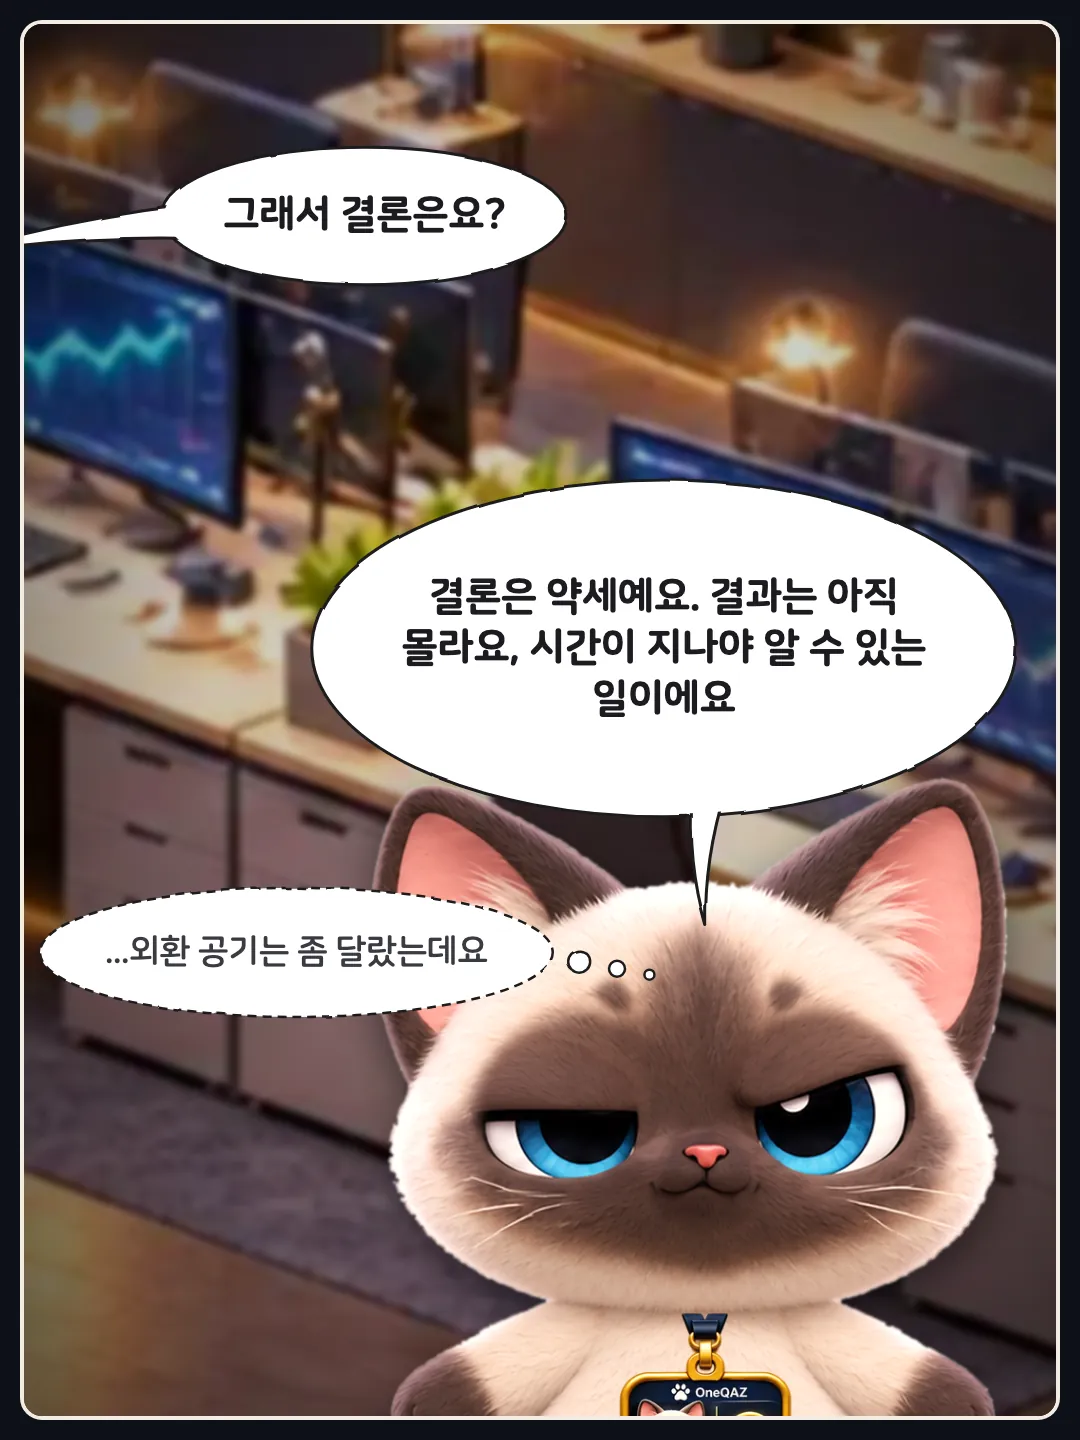 그래서 결론은요?
결론은 약세예요. 결과는 아직
몰라요, 시간이 지나야 알 수 있는
일이에요
...외환 공기는 좀 달랐는데요
OneQAZ